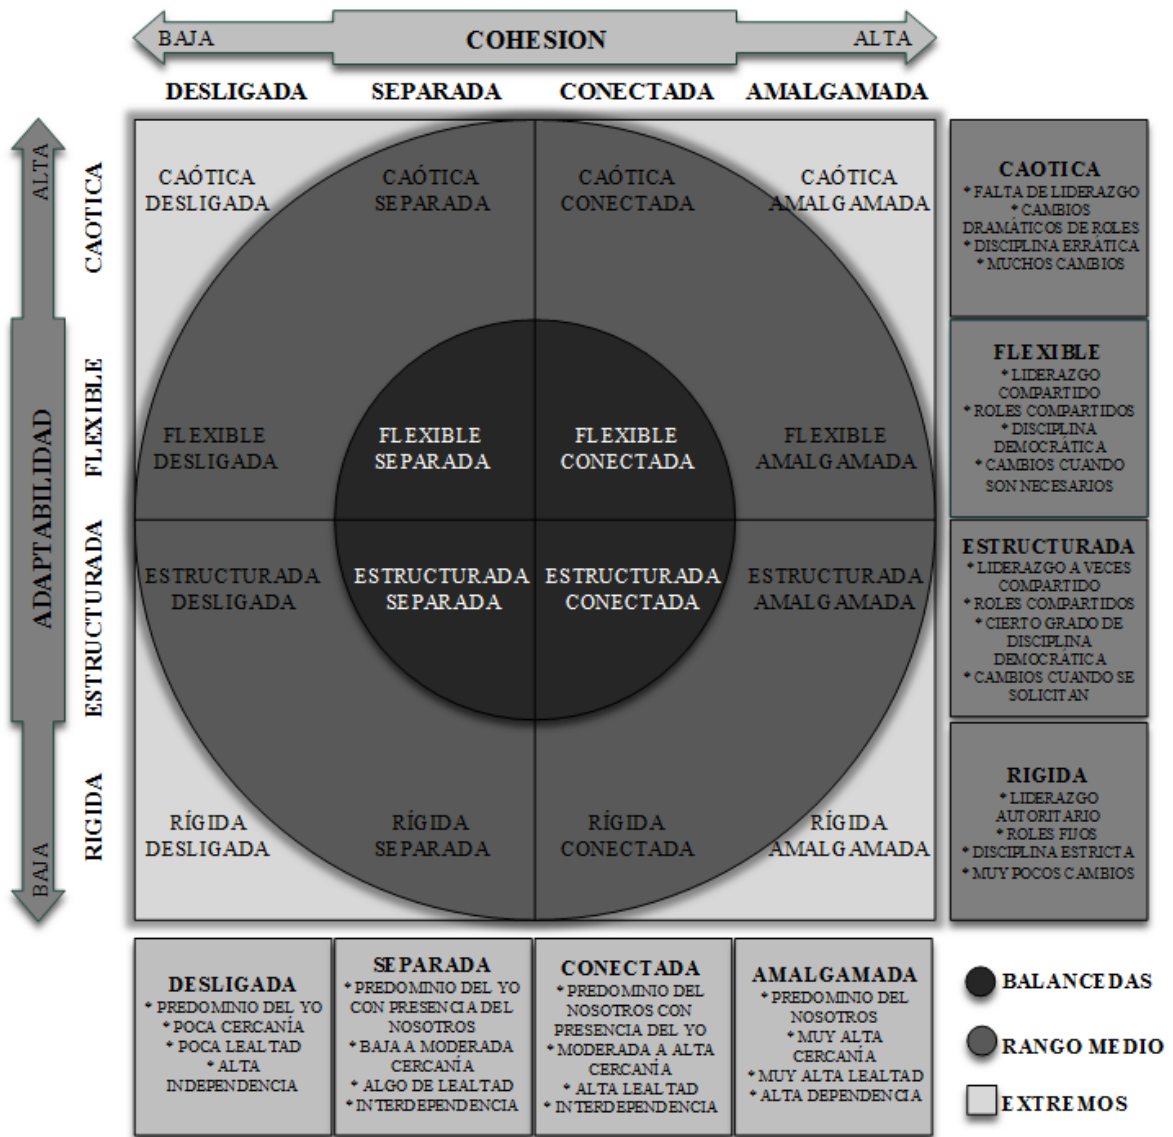 BAJA
COHESION
ALTA
DESLIGADA
SEPARADA
CONECTADA
AMALGAMADA
ALTA
ADAPTABILIDAD
BAJA
CAOTICA
FLEXIBLE
ESTRUCTURADA
RIGIDA
CAÓTICA
DESLIGADA
CAÓTICA
SEPARADA
CAÓTICA
CONECTADA
CAÓTICA
AMALGAMADA
FLEXIBLE
DESLIGADA
FLEXIBLE
SEPARADA
FLEXIBLE
CONECTADA
FLEXIBLE
AMALGAMADA
ESTRUCTURADA
DESLIGADA
ESTRUCTURADA
SEPARADA
ESTRUCTURADA
CONECTADA
ESTRUCTURADA
AMALGAMADA
RÍGIDA
DESLIGADA
RÍGIDA
SEPARADA
RÍGIDA
CONECTADA
RÍGIDA
AMALGAMADA
CAOTICA
* FALTA DE LIDERAZGO
* CAMBIOS
DRAMÁTICOS DE ROLES
* DISCIPLINA ERRÁTICA
* MUCHOS CAMBIOS
FLEXIBLE
* LIDERAZGO
COMPARTIDO
* ROLES COMPARTIDOS
* DISCIPLINA
DEMOCRÁTICA
* CAMBIOS CUANDO
SON NECESARIOS
ESTRUCTURADA
* LIDERAZGO A VECES
COMPARTIDO
* ROLES COMPARTIDOS
* CIERTO GRADO DE
DISCIPLINA
DEMOCRÁTICA
* CAMBIOS CUANDO SE
SOLICITAN
RIGIDA
* LIDERAZGO
AUTORITARIO
* ROLES FIJOS
* DISCIPLINA ESTRICTA
* MUY POCOS CAMBIOS
DESLIGADA
* PREDOMINIO DEL YO
* POCA CERCANÍA
* POCA LEALTAD
* ALTA
INDEPENDENCIA
SEPARADA
* PREDOMINIO DEL YO
CON PRESENCIA DEL
NOSOTROS
* BAJA A MODERADA
CERCANÍA
* ALGO DE LEALTAD
* INTERDEPENDENCIA
CONECTADA
* PREDOMINIO DEL
NOSOTROS CON
PRESENCIA DEL YO
* MODERADA A ALTA
CERCANÍA
* ALTA LEALTAD
* INTERDEPENDENCIA
AMALGAMADA
* PREDOMINIO DEL
NOSOTROS
* MUY ALTA
CERCANÍA
* MUY ALTA LEALTAD
* ALTA DEPENDENCIA
BALANCEDAS
RANGO MEDIO
EXTREMOS